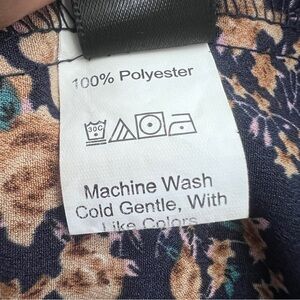 100% Polyester
30C
Machine Wash
Cold Gentle, With
Like Colors